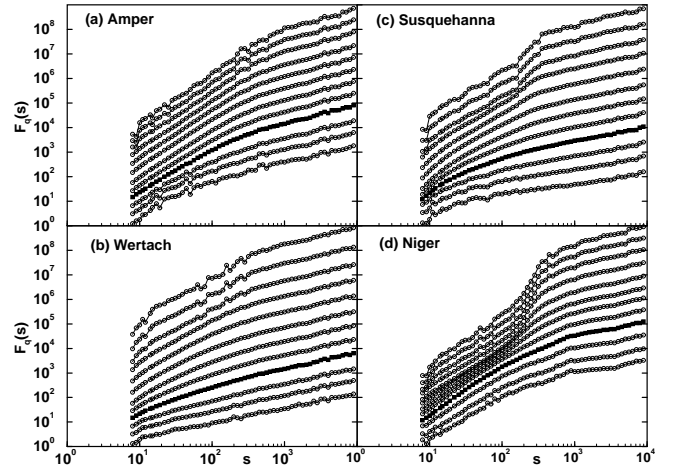 (a) Amper
(c) Susquehanna
10^8
10^7
10^6
10^5
10^4
10^3
10^2
10^1
10^0
F_q(s)
(b) Wertach
(d) Niger
10^8
10^7
10^6
10^5
10^4
10^3
10^2
10^1
10^0
F_q(s)
10^0 10^1 10^2 10^3 10^0 10^1 10^2 10^3 10^4
s s